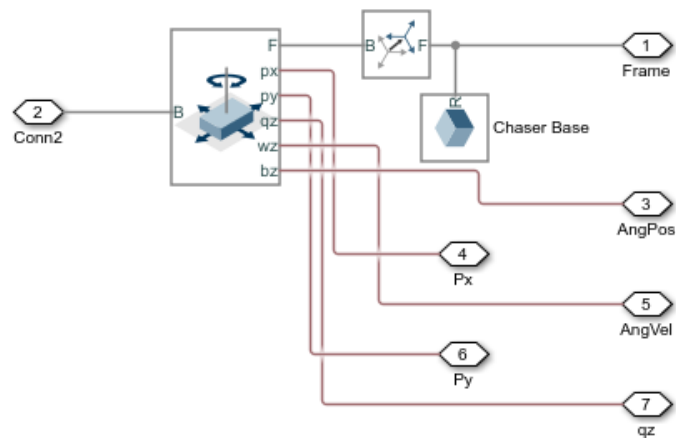 F
B F
1
Frame
px
py
2
B
qz
R
Chaser Base
Conn2
wz
bz
3
AngPos
4
Px
5
AngVel
6
Py
7
qz